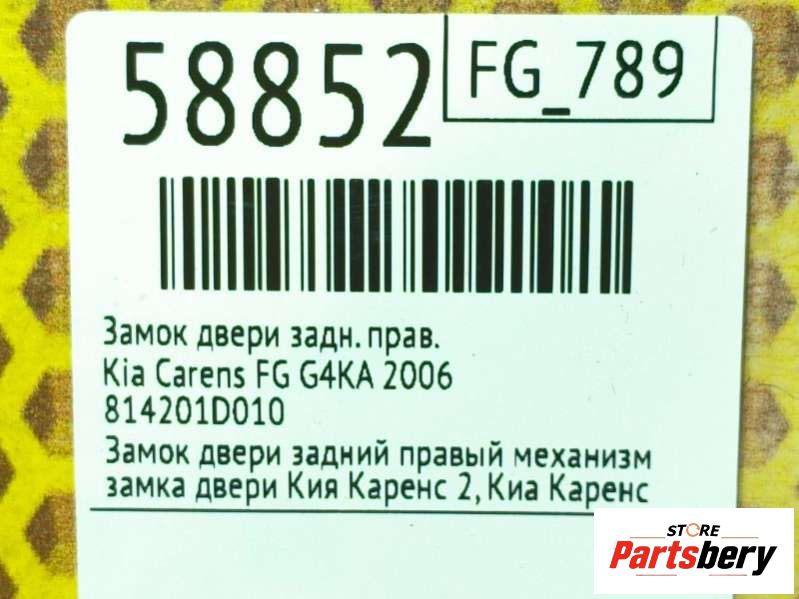 58852
FG_789
Замок двери задн. прав.
Kia Carens FG G4KA 2006
814201D010
Замок двери задний правый механизм
замка двери Кия Каренс 2, Киа Каренс
STORE
Partsbery